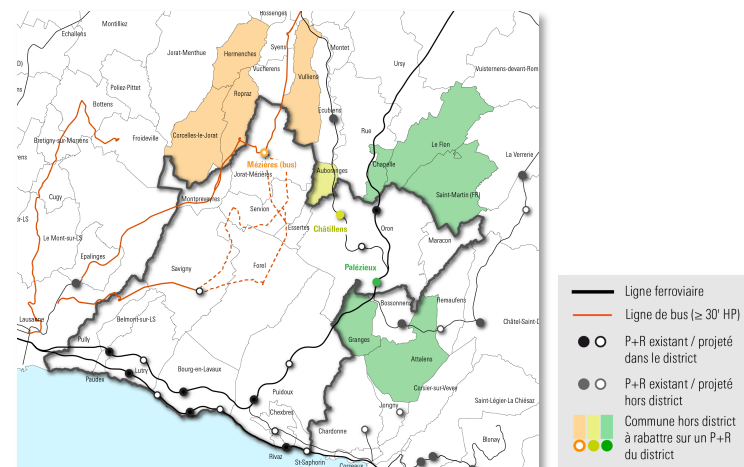 Hossenges
Montilliez
Echallens
Syens
Montet
Jorat-Menthue
Hermenches
Ursy
Vucherens
Vulliens
Vuisternens-devant-Rom
Poliez-Pittet
Ropraz
Bottens
Ecublens
Rue
Bretigny-sur-Morrens
Froideville
Corcelles-le-Jorat
Le Flon
La Verrerie
Mézières (bus)
Chapelle
Auboranges
Jorat-Mézières
Saint-Martin (FR)
Cugy
Montpreveyres
Servion
Châtillens
Essertes
Oron
Le Mont-sur-LS
Maracon
Epalinges
Savigny
Forel
Palézieux
Bossonnens
Remaufens
Lausanne
Belmont-sur-LS
Châtel-Saint-D
Pully
Granges
Lutry
Attalens
Bourg-en-Lavaux
Paudex
Puidoux
Corsier-sur-Vevey
Chexbres
Jongny
Saint-Légier-La Chiésaz
Chardonne
Blonay
Rivaz
St-Saphorin
Corseaux
Ligne ferroviaire
Ligne de bus (≥ 30' HP)
P+R existant / projeté
dans le district
P+R existant / projeté
hors district
Commune hors district
à rabattre sur un P+R
du district